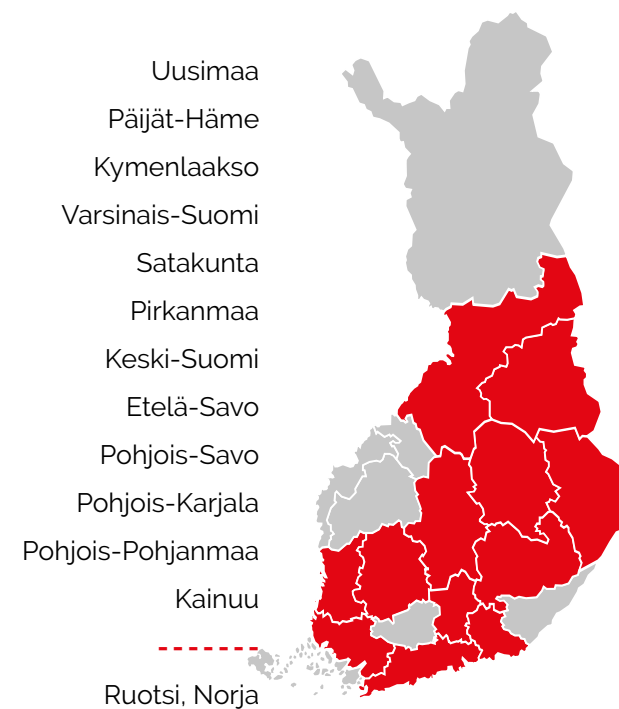 Uusimaa
Päijät-Häme
Kymenlaakso
Varsinais-Suomi
Satakunta
Pirkanmaa
Keski-Suomi
Etelä-Savo
Pohjois-Savo
Pohjois-Karjala
Pohjois-Pohjanmaa
Kainuu
Ruotsi, Norja